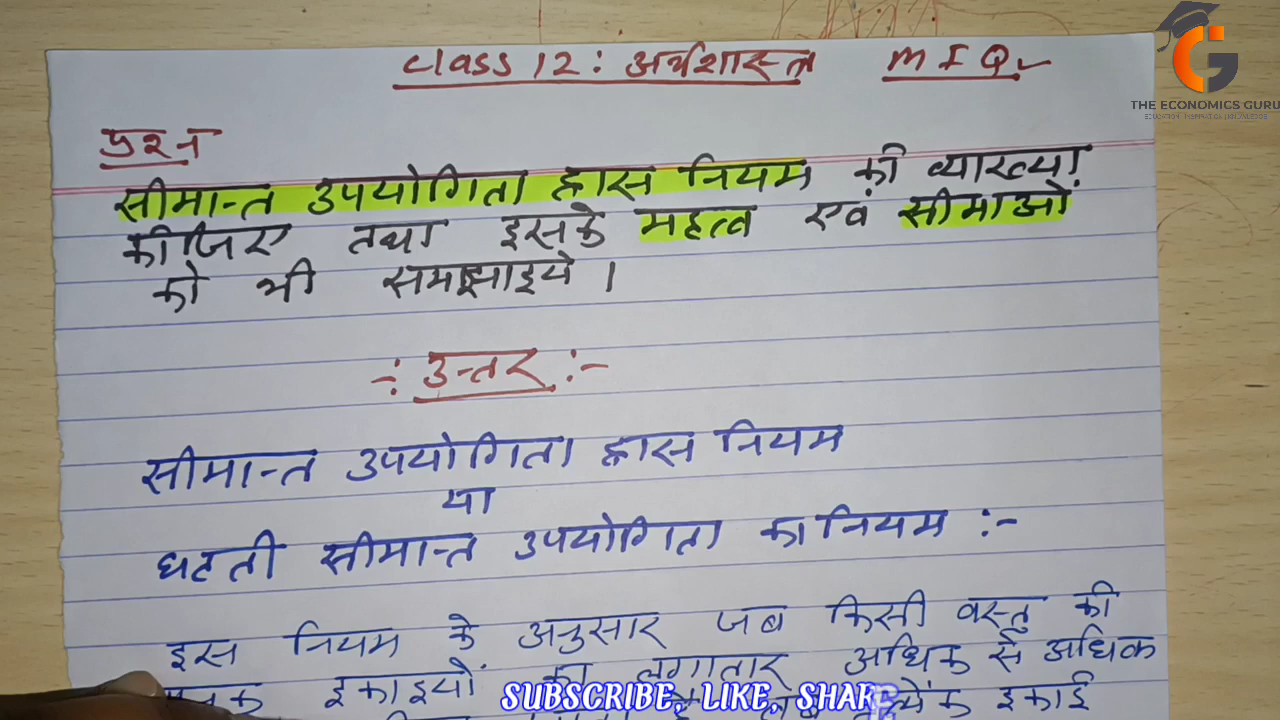 Class 12 : अर्थशास्त्र M I Q
THE ECONOMICS GURU
प्रश्न
सीमान्त उपयोगिता ह्नास नियम की व्याख्या
कीजिए तथा इसके महत्व एवं सीमाओं
को भी समझाइये ।
-: उत्तर :-
सीमान्त उपयोगिता ह्नास नियम
या
घटती सीमान्त उपयोगिता का नियम :-
इस नियम के अनुसार जब किसी वस्तु की
इकाइयों का लगातार अधिक से अधिक
इकाई
SUBSCRIBE, LIKE, SHARE